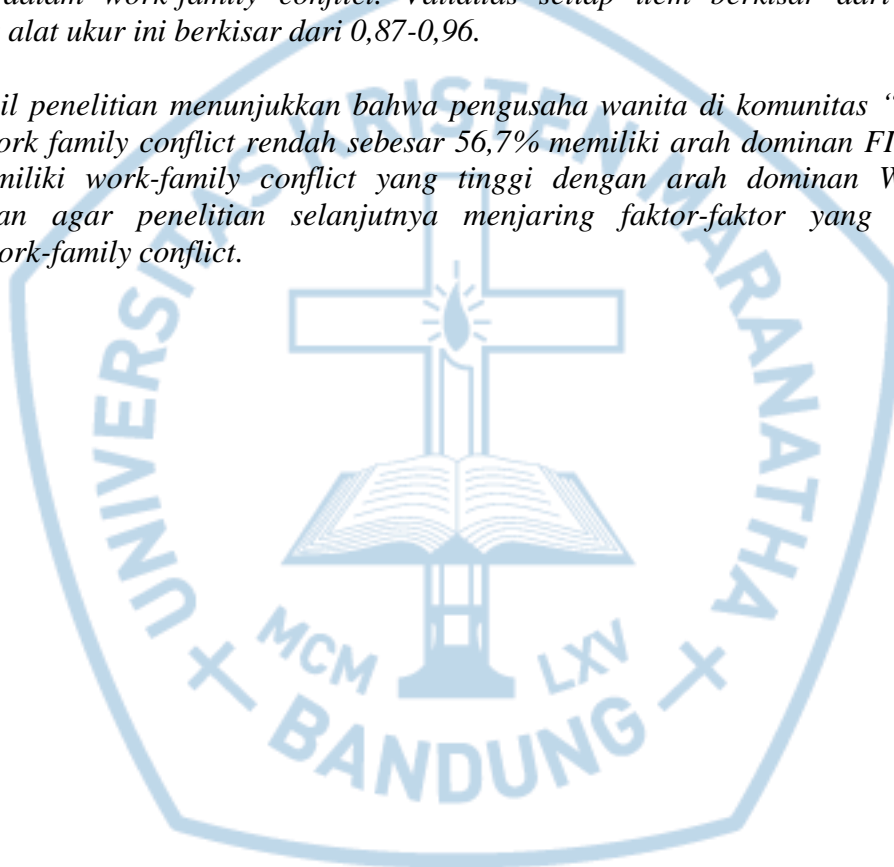 dalam work-family conflict. Validitas setiap item berkisar dari
alat ukur ini berkisar dari 0,87-0,96.
il penelitian menunjukkan bahwa pengusaha wanita di komunitas “
ork family conflict rendah sebesar 56,7% memiliki arah dominan FI
miliki work-family conflict yang tinggi dengan arah dominan W
an agar penelitian selanjutnya menjaring faktor-faktor yang
ork-family conflict.
UNIVERSITAS KRISTEN MARANATHA
MCM LXV
BANDUNG